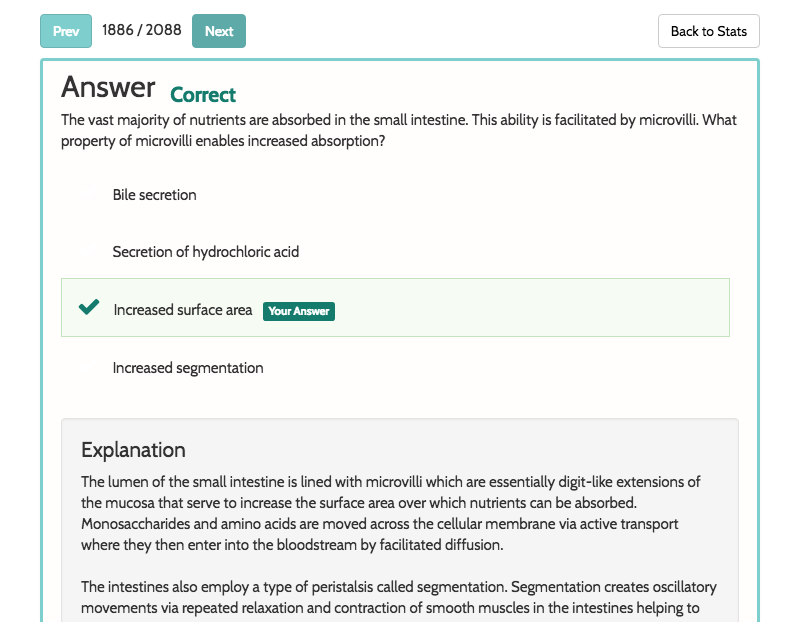 Prev 1886 / 2088 Next Back to Stats
Answer Correct
The vast majority of nutrients are absorbed in the small intestine. This ability is facilitated by microvilli. What
property of microvilli enables increased absorption?
Bile secretion
Secretion of hydrochloric acid
Increased surface area Your Answer
Increased segmentation
Explanation
The lumen of the small intestine is lined with microvilli which are essentially digit-like extensions of
the mucosa that serve to increase the surface area over which nutrients can be absorbed.
Monosaccharides and amino acids are moved across the cellular membrane via active transport
where they then enter into the bloodstream by facilitated diffusion.
The intestines also employ a type of peristalsis called segmentation. Segmentation creates oscillatory
movements via repeated relaxation and contraction of smooth muscles in the intestines helping to